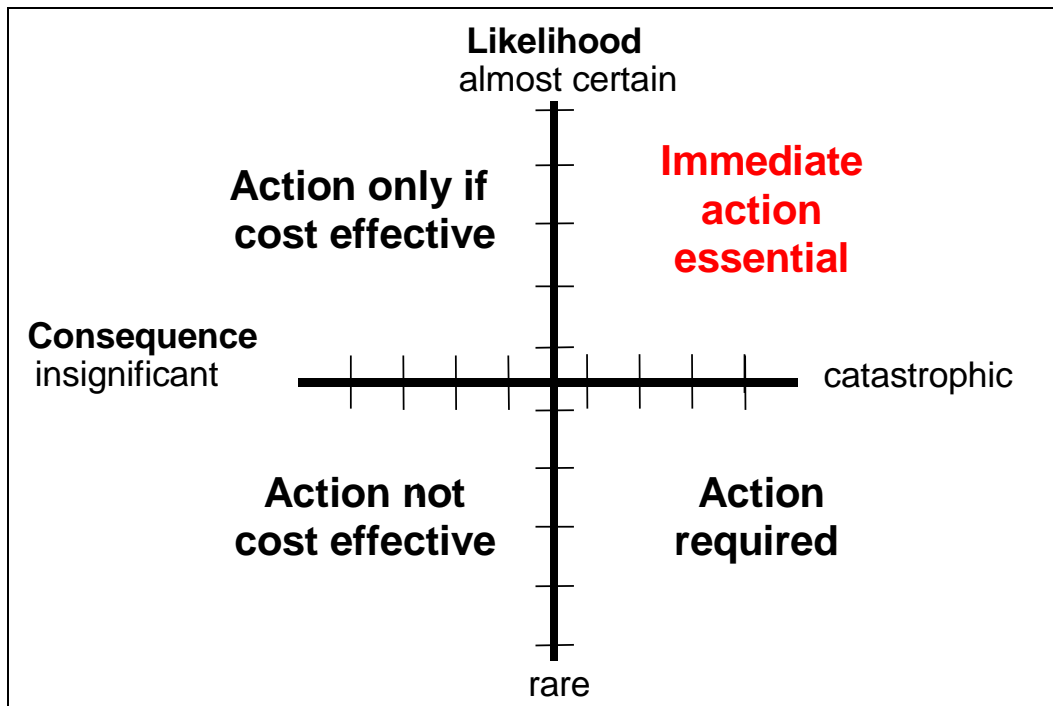 Likelihood
almost certain
Action only if
cost effective
Immediate
action
essential
Consequence
insignificant
catastrophic
Action not
cost effective
Action
required
rare